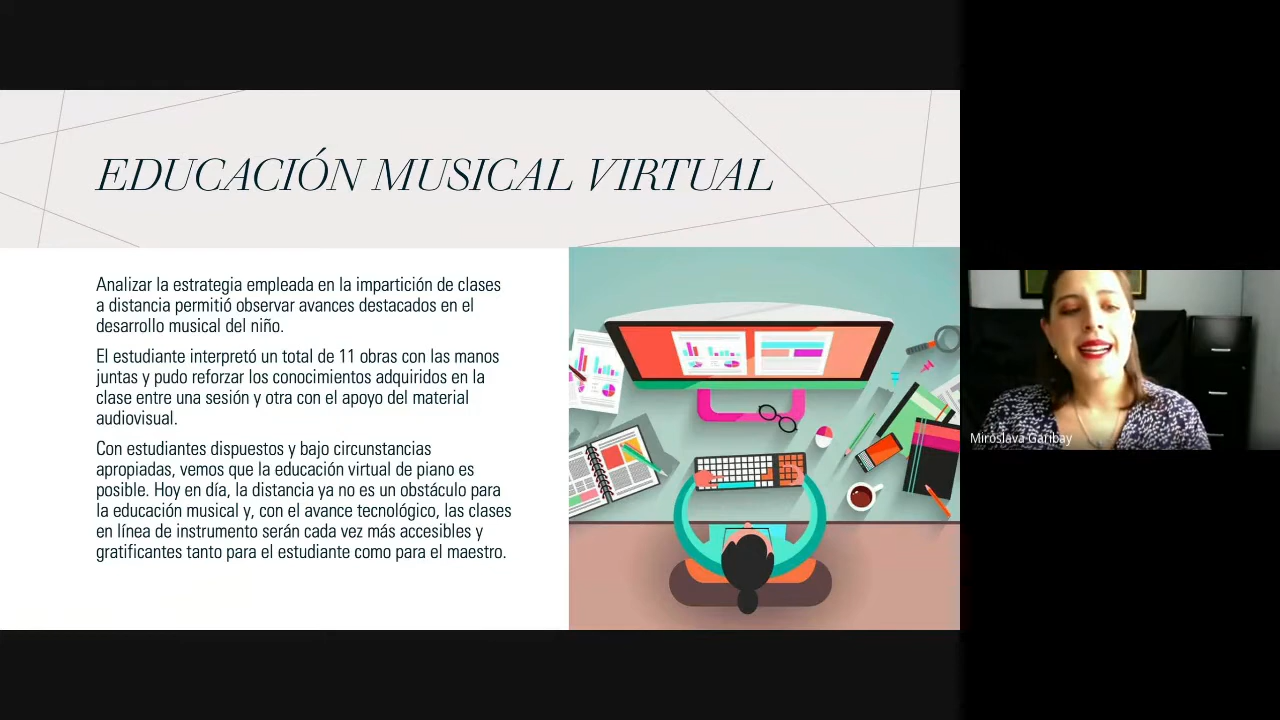 EDUCACIÓN MUSICAL VIRTUAL
Analizar la estrategia empleada en la impartición de clases
a distancia permitió observar avances destacados en el
desarrollo musical del niño.
El estudiante interpretó un total de 11 obras con las manos
juntas y pudo reforzar los conocimientos adquiridos en la
clase entre una sesión y otra con el apoyo del material
audiovisual.
Con estudiantes dispuestos y bajo circunstancias
apropiadas, vemos que la educación virtual de piano es
posible. Hoy en día, la distancia ya no es un obstáculo para
la educación musical y, con el avance tecnológico, las clases
en línea de instrumento serán cada vez más accesibles y
gratificantes tanto para el estudiante como para el maestro.
Miroslava Garibay